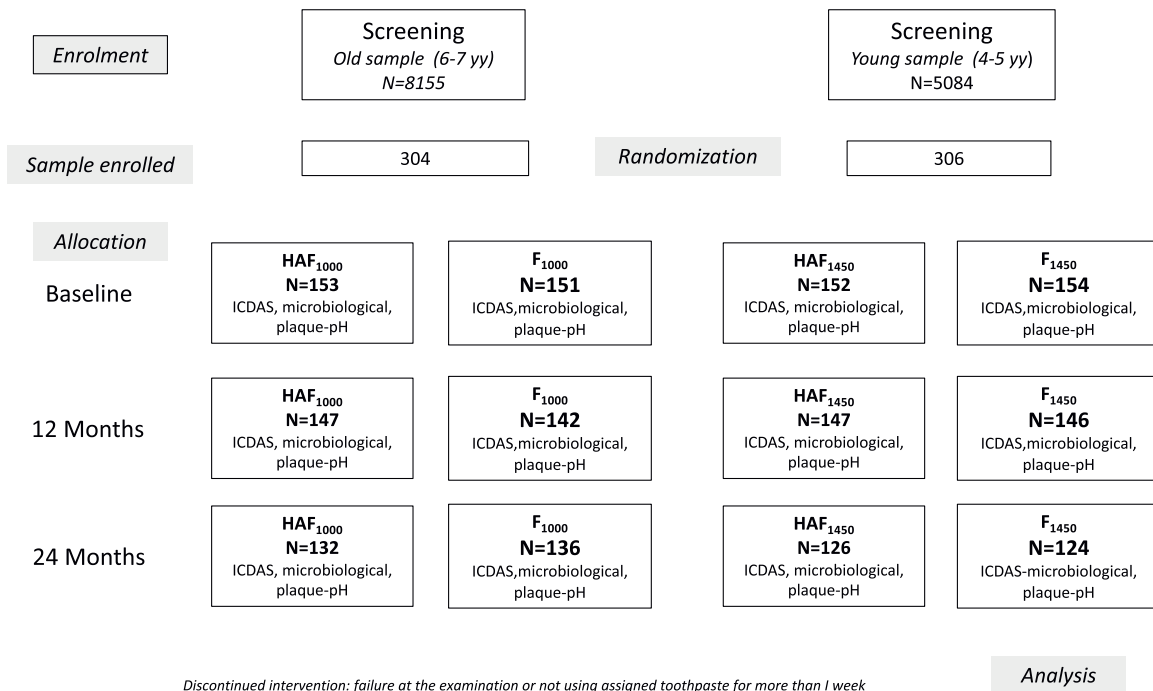 Enrolment
Screening
Old sample (6-7 yy)
N=8155
Screening
Young sample (4-5 yy)
N=5084
Sample enrolled
304
Randomization
306
Allocation
Baseline
HAF1000
N=153
ICDAS, microbiological,
plaque-pH
F1000
N=151
ICDAS,microbiological,
plaque-pH
HAF1450
N=152
ICDAS, microbiological,
plaque-pH
F1450
N=154
ICDAS,microbiological,
plaque-pH
12 Months
HAF1000
N=147
ICDAS, microbiological,
plaque-pH
F1000
N=142
ICDAS,microbiological,
plaque-pH
HAF1450
N=147
ICDAS, microbiological,
plaque-pH
F1450
N=146
ICDAS,microbiological,
plaque-pH
24 Months
HAF1000
N=132
ICDAS, microbiological,
plaque-pH
F1000
N=136
ICDAS,microbiological,
plaque-pH
HAF1450
N=126
ICDAS, microbiological,
plaque-pH
F1450
N=124
ICDAS-microbiological,
plaque-pH
Analysis
Discontinued intervention: failure at the examination or not using assigned toothpaste for more than I week